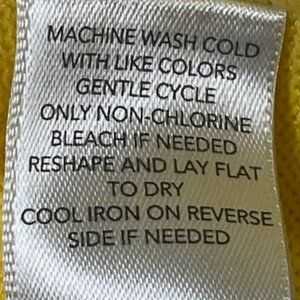 MACHINE WASH COLD
WITH LIKE COLORS
GENTLE CYCLE
ONLY NON-CHLORINE
BLEACH IF NEEDED
RESHAPE AND LAY FLAT
TO DRY
COOL IRON ON REVERSE
SIDE IF NEEDED